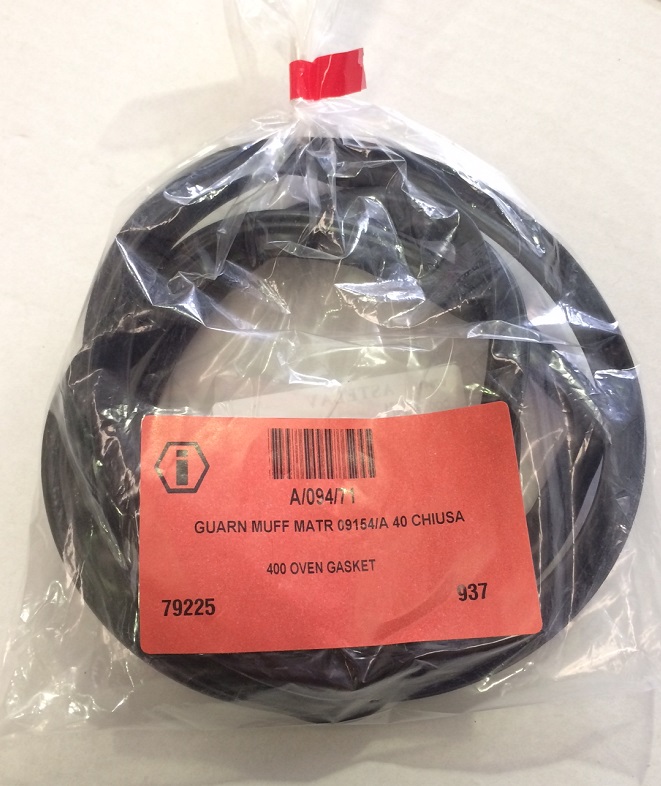 i
A/094/71
GUARN MUFF MATR 09154/A 40 CHIUSA
400 OVEN GASKET
79225 937